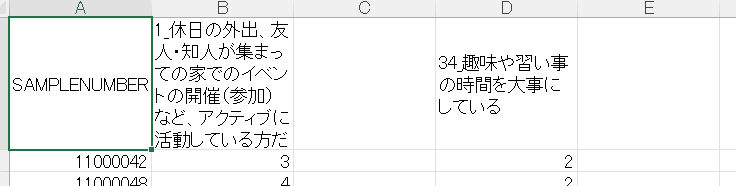 A B C D E
SAMPLENUMBER
1_休日の外出、友
人・知人が集まっ
ての家でのイベン
トの開催（参加）
など、アクティブに
活動している方だ
34_趣味や習い事
の時間を大事に
している
11000042 3 2
11000048 4 2